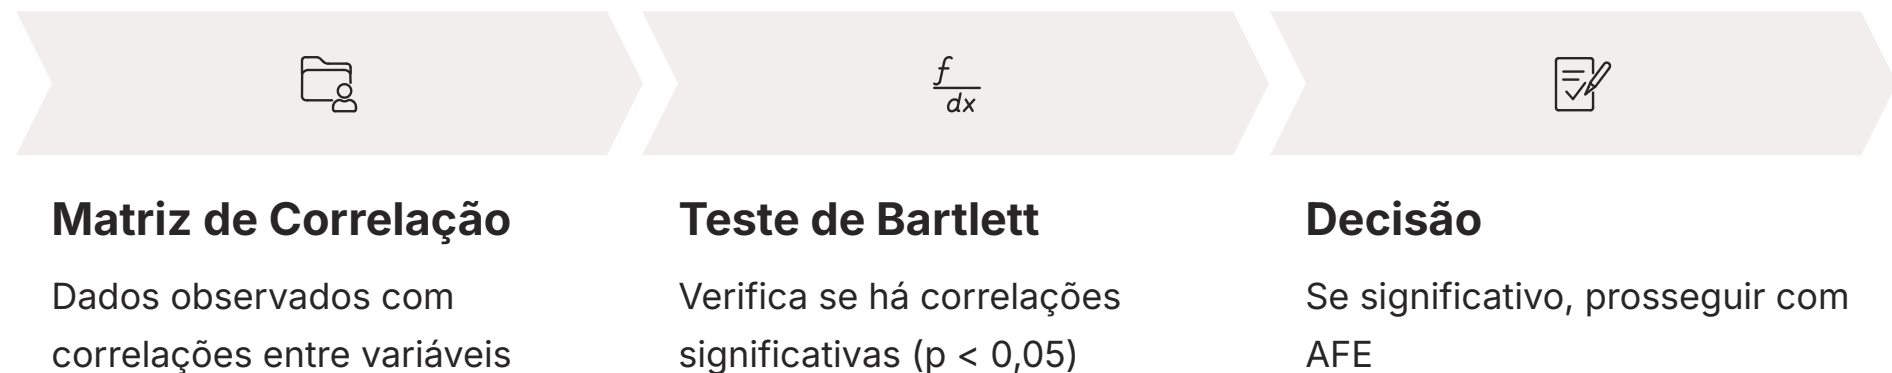 f
dx
Matriz de Correlação
Dados observados com
correlações entre variáveis
Teste de Bartlett
Verifica se há correlações
significativas (p < 0,05)
Decisão
Se significativo, prosseguir com
AFE